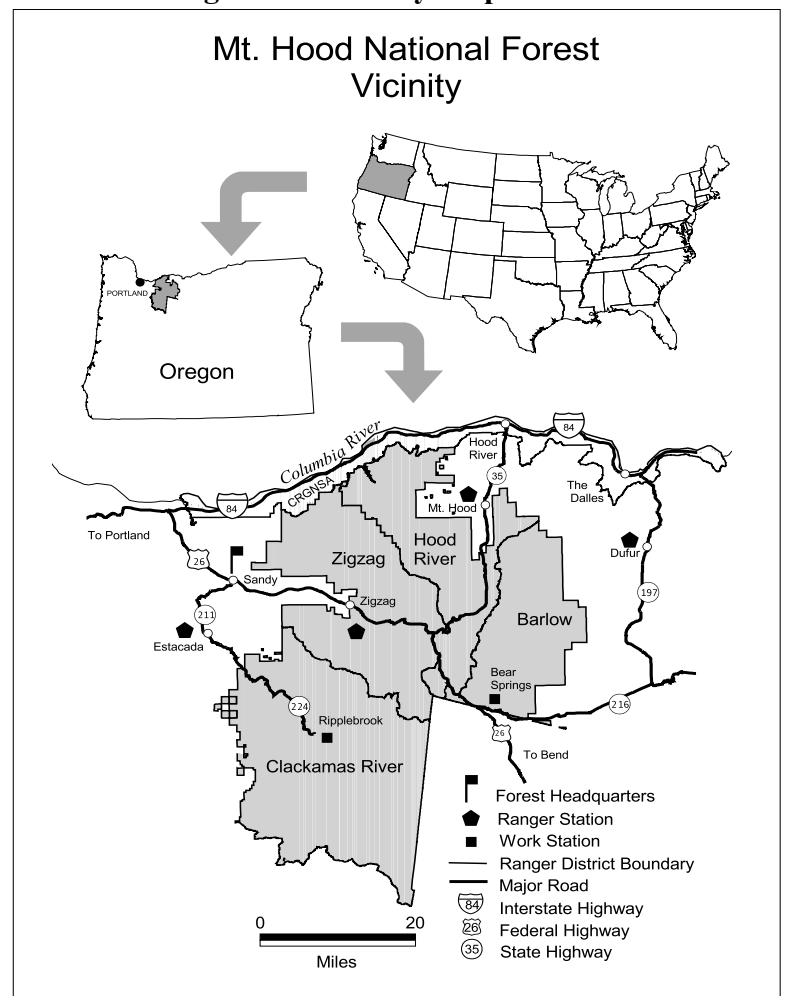 Mt. Hood National Forest
Vicinity
PORTLAND
Oregon
Columbia River
84
Hood
River
CRGNSA
35
84
The
Dalles
Mt. Hood
To Portland
Hood
River
Zigzag
26
Dufur
Sandy
Zigzag
197
211
Barlow
Estacada
Bear
Springs
224
216
Ripplebrook
26
To Bend
Clackamas River
Forest Headquarters
Ranger Station
Work Station
Ranger District Boundary
Major Road
84 Interstate Highway
26 Federal Highway
35 State Highway
0 20
Miles